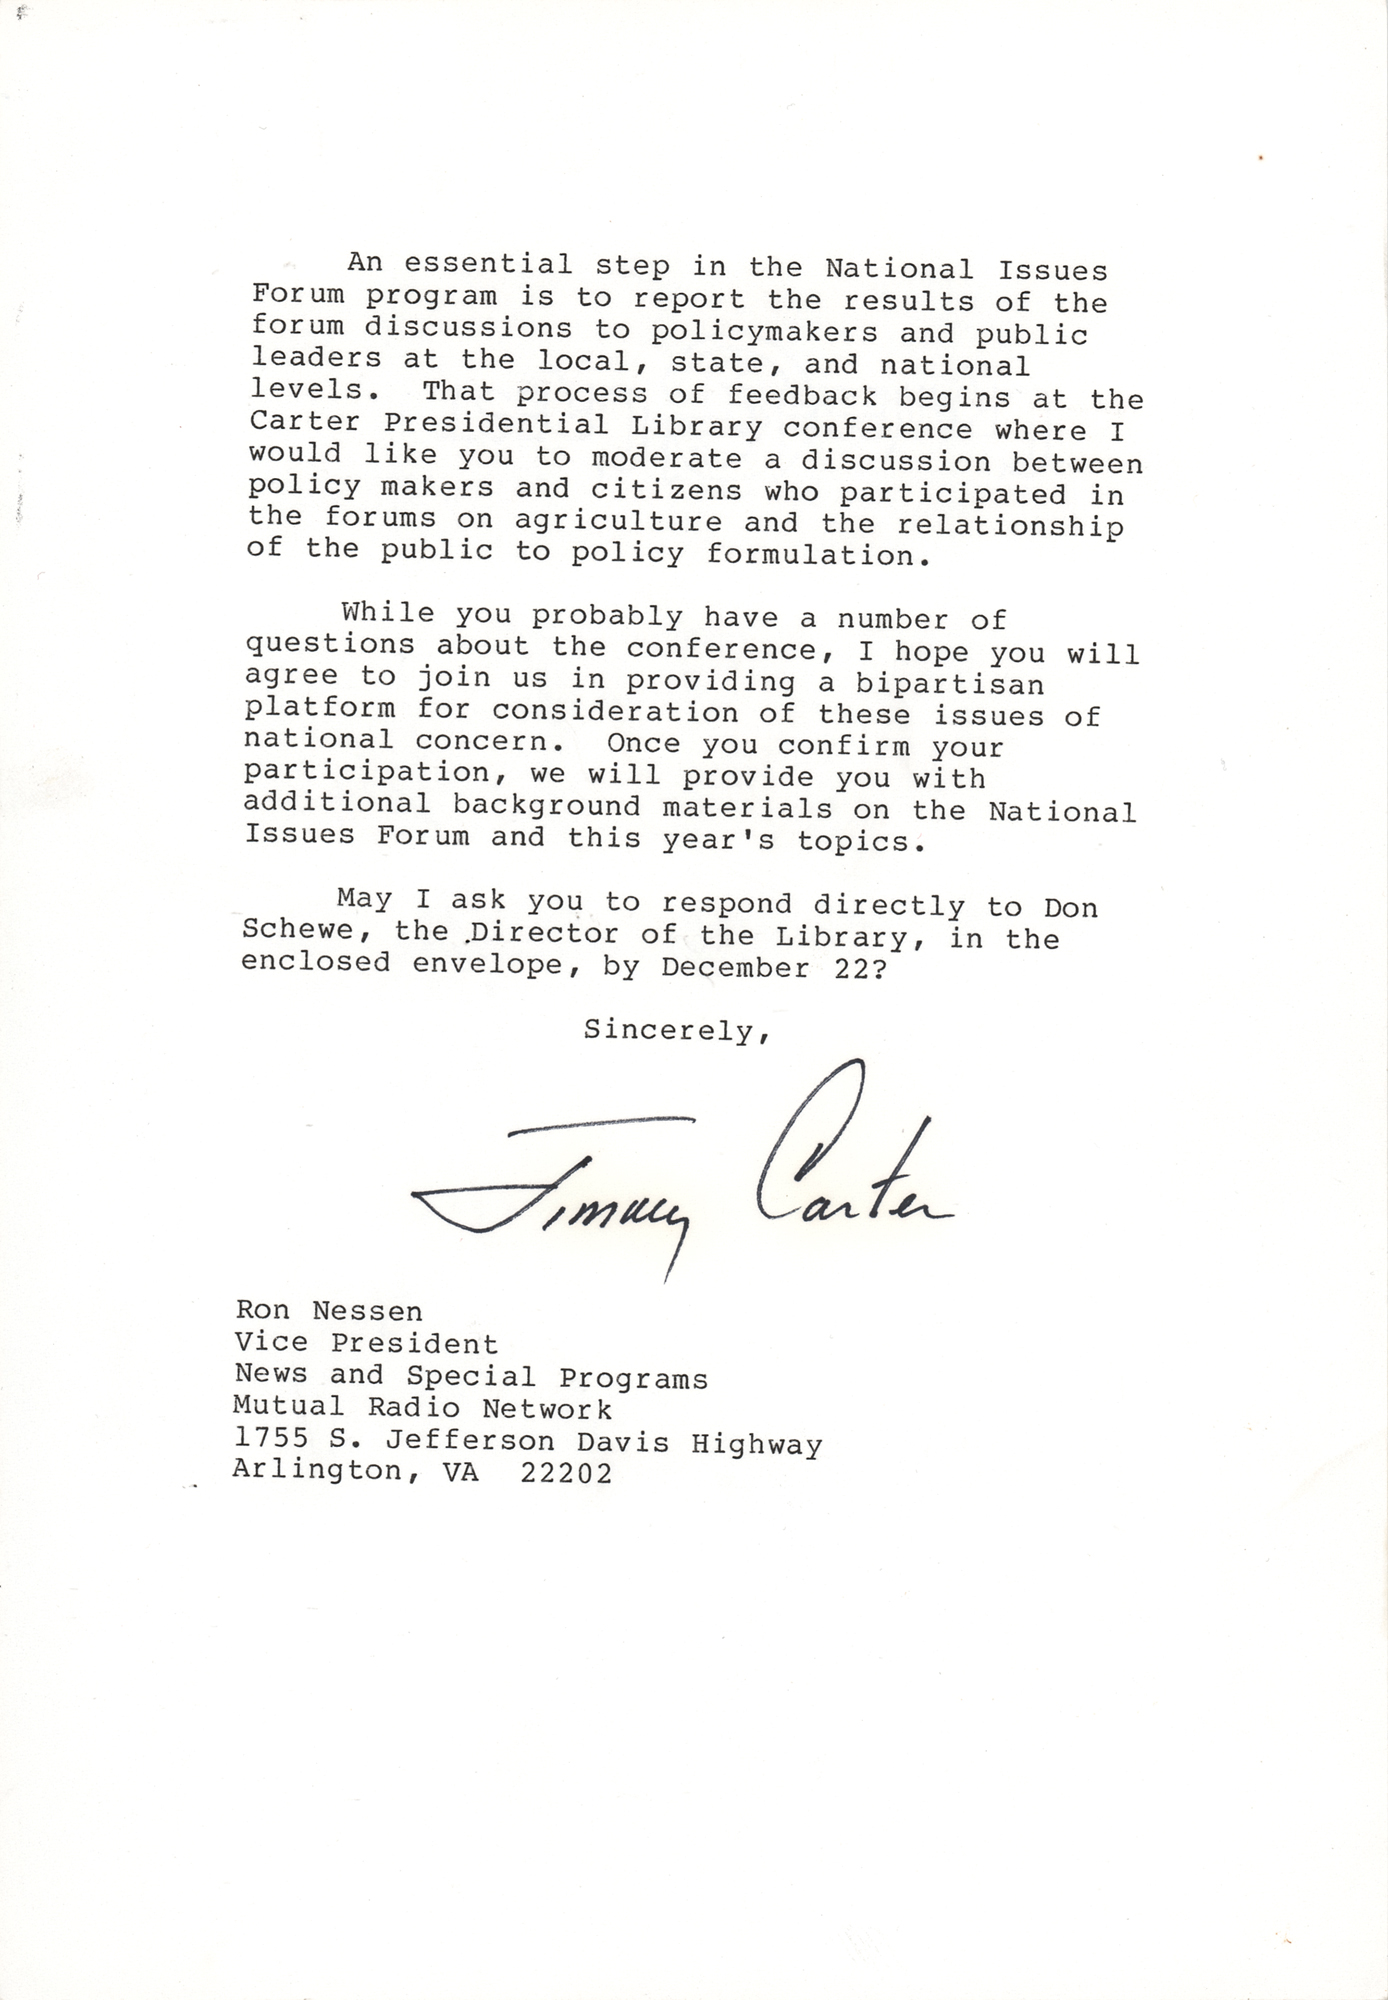 An essential step in the National Issues
Forum program is to report the results of the
forum discussions to policymakers and public
leaders at the local, state, and national
levels.  That process of feedback begins at the
Carter Presidential Library conference where I
would like you to moderate a discussion between
policy makers and citizens who participated in
the forums on agriculture and the relationship
of the public to policy formulation.
While you probably have a number of
questions about the conference, I hope you will
agree to join us in providing a bipartisan
platform for consideration of these issues of
national concern.  Once you confirm your
participation, we will provide you with
additional background materials on the National
Issues Forum and this year's topics.
May I ask you to respond directly to Don
Schewe, the Director of the Library, in the
enclosed envelope, by December 22?
Sincerely,
Jimmy Carter
Ron Nessen
Vice President
News and Special Programs
Mutual Radio Network
1755 S. Jefferson Davis Highway
Arlington, VA  22202